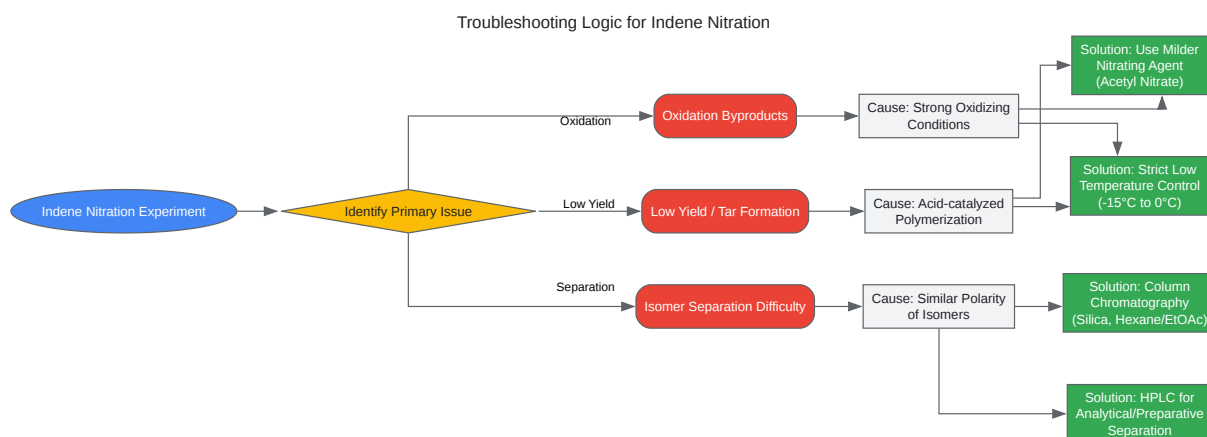 Troubleshooting Logic for Indene Nitration
Indene Nitration Experiment
Identify Primary Issue
Oxidation
Oxidation Byproducts
Cause: Strong Oxidizing
Conditions
Solution: Use Milder
Nitrating Agent
(Acetyl Nitrate)
Solution: Strict Low
Temperature Control
(-15°C to 0°C)
Low Yield
Low Yield / Tar Formation
Cause: Acid-catalyzed
Polymerization
Separation
Isomer Separation Difficulty
Cause: Similar Polarity
of Isomers
Solution: Column
Chromatography
(Silica, Hexane/EtOAc)
Solution: HPLC for
Analytical/Preparative
Separation